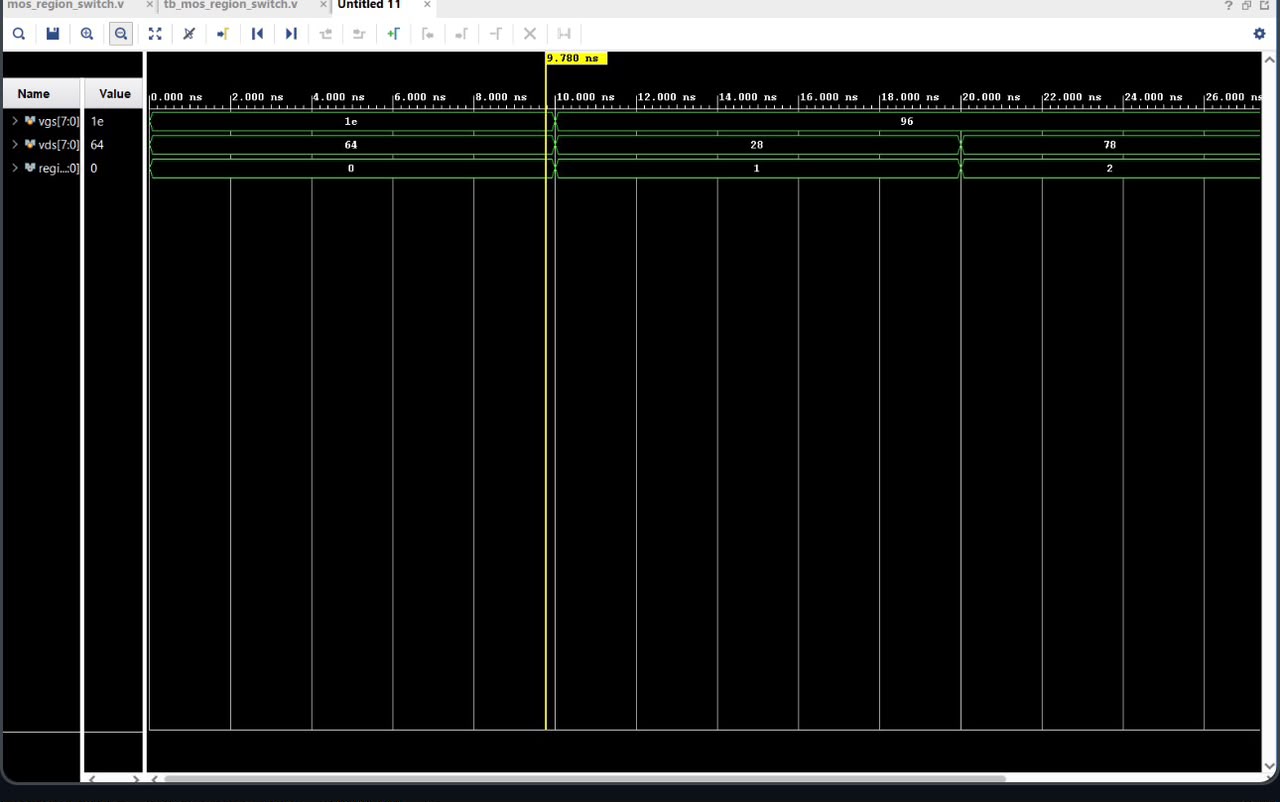 mos_region_switch.v × tb_mos_region_switch.v × Untitled 11 × ?
9.780 ns
Name Value 0.000 ns 2.000 ns 4.000 ns 6.000 ns 8.000 ns 10.000 ns 12.000 ns 14.000 ns 16.000 ns 18.000 ns 20.000 ns 22.000 ns 24.000 ns 26.000 ns
vgs[7:0] 1e 1e 96
vds[7:0] 64 64 28 78
regi...:0] 0 0 1 2